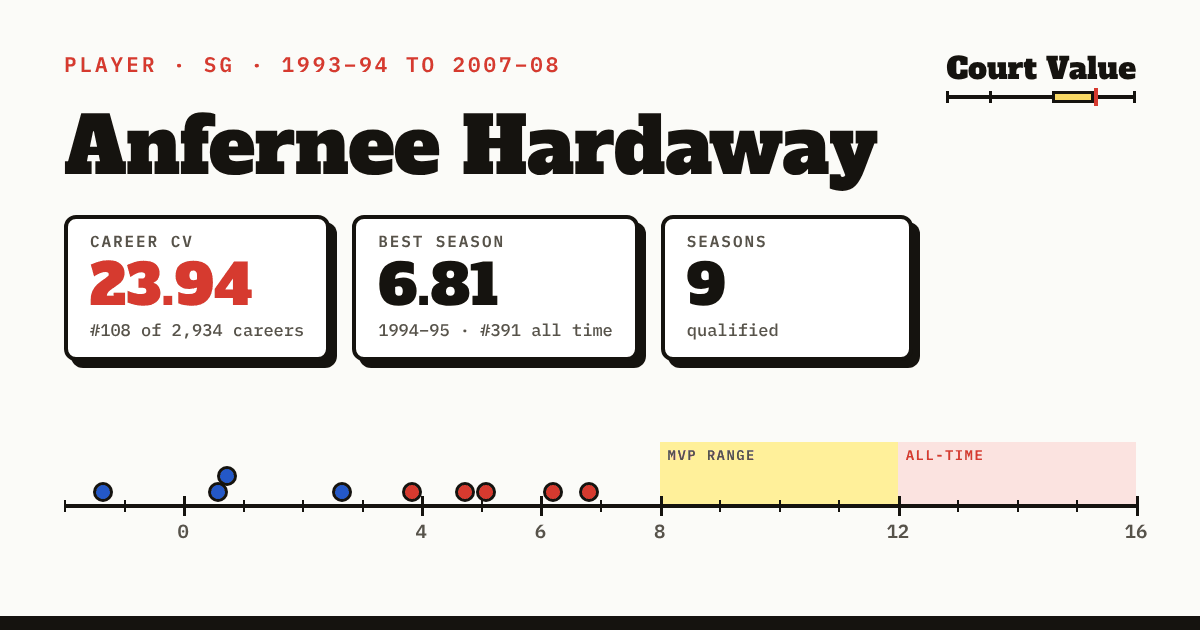 PLAYER · SG · 1993–94 TO 2007–08
Court Value
Anfernee Hardaway
CAREER CV
23.94
#108 of 2,934 careers
BEST SEASON
6.81
1994–95 · #391 all time
SEASONS
9
qualified
MVP RANGE
ALL-TIME
0 4 6 8 12 16